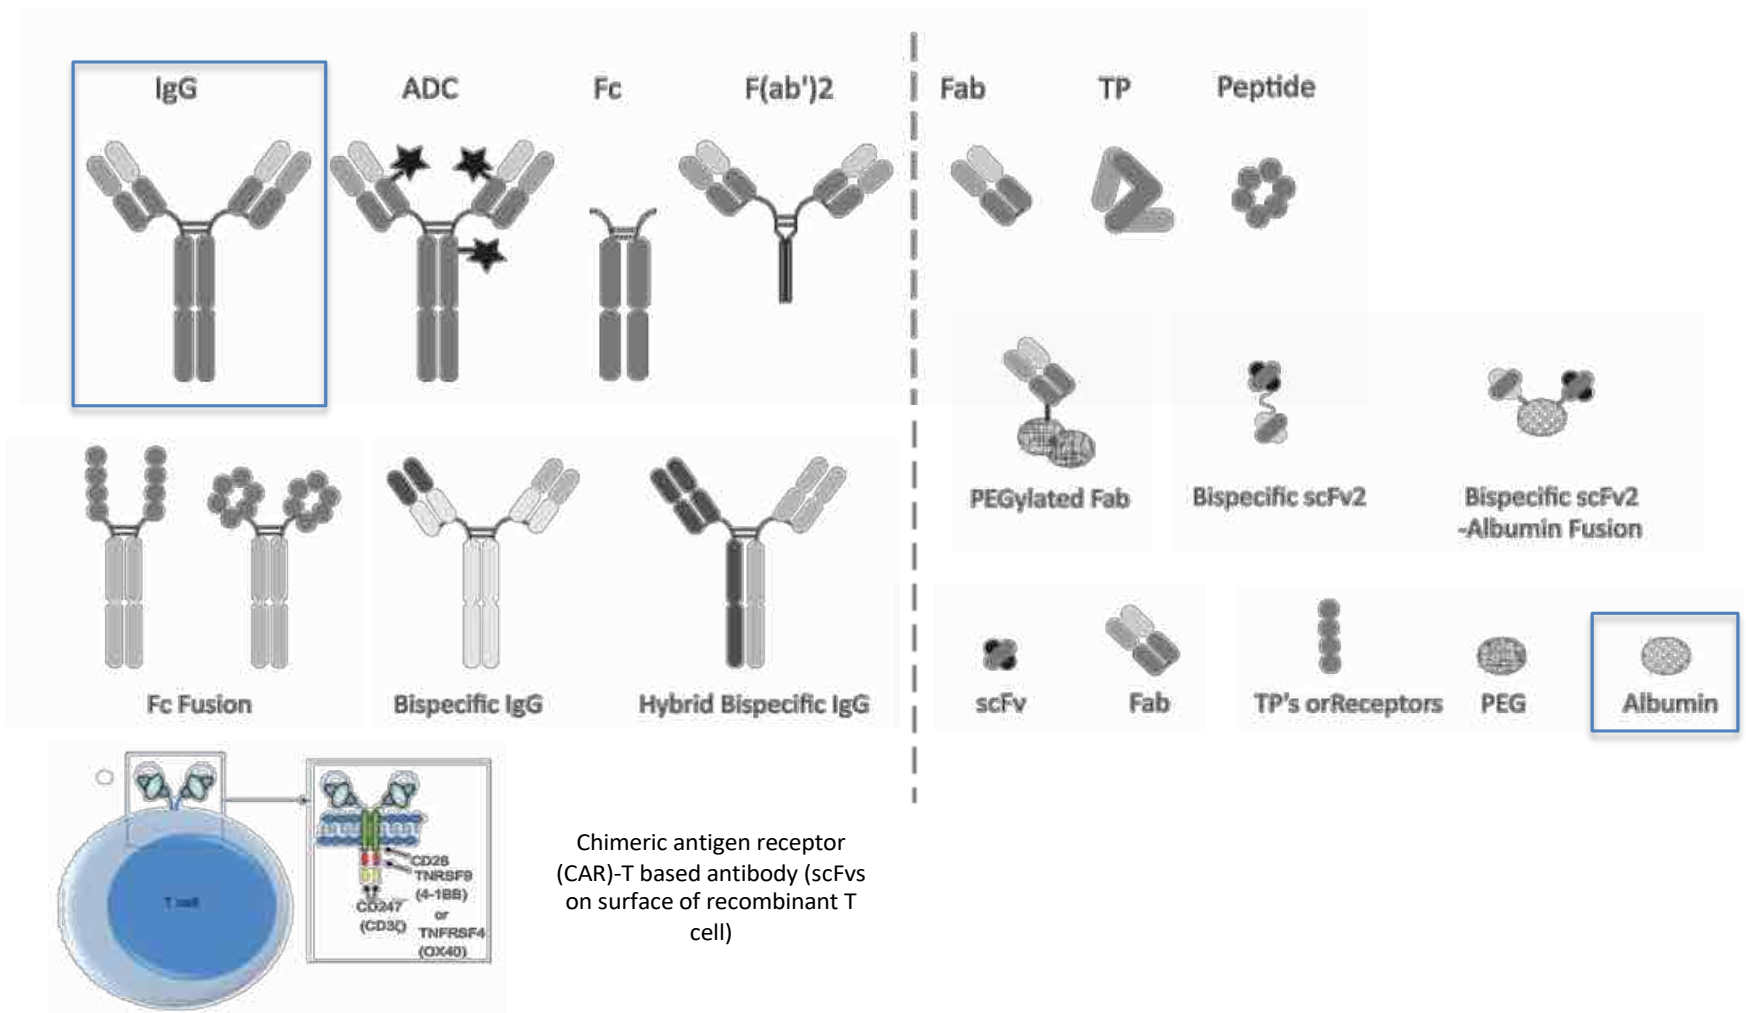 IgG
ADC
Fc
F(ab')2
Fab
TP
Peptide
PEGylated Fab
Bispecific scFv2
Bispecific scFv2
-Albumin Fusion
Fc Fusion
Bispecific IgG
Hybrid Bispecific IgG
scFv
Fab
TP's orReceptors
PEG
Albumin
T cell
CD28
TNRSF9
(4-1BB)
CD247
or
(CD3ζ)
TNFRSF4
(OX40)
Chimeric antigen receptor
(CAR)-T based antibody (scFvs
on surface of recombinant T
cell)